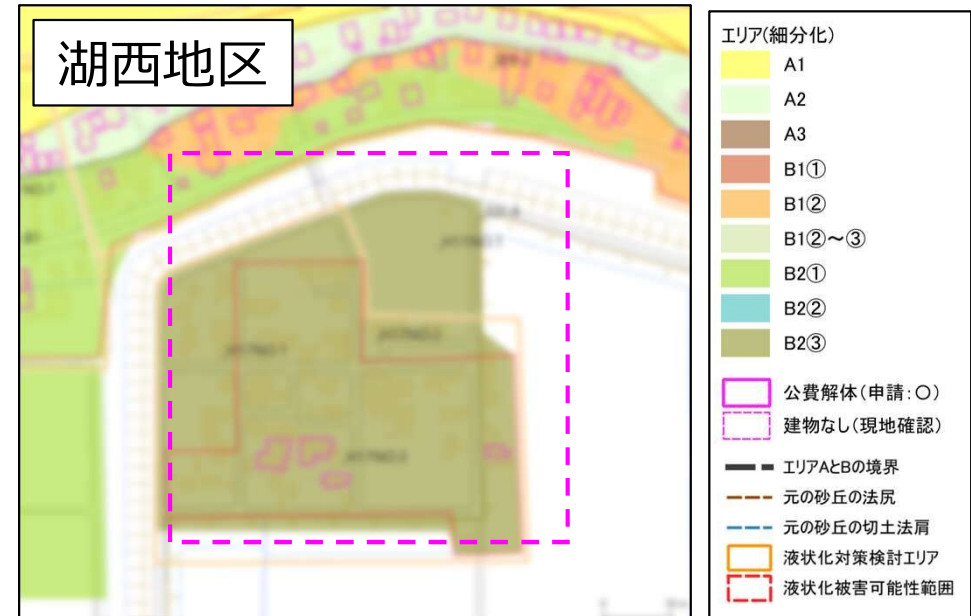 湖西地区
エリア(細分化)
A1
A2
A3
B1①
B1②
B1②～③
B2①
B2②
B2③
公費解体(申請:○)
建物なし(現地確認)
エリアAとBの境界
元の砂丘の法尻
元の砂丘の切土法肩
液状化対策検討エリア
液状化被害可能性範囲